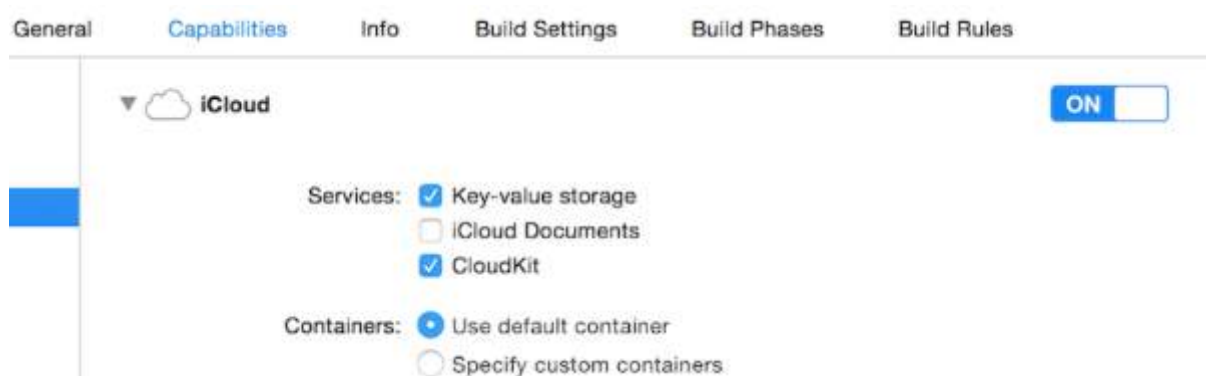 General Capabilities Info Build Settings Build Phases Build Rules
iCloud ON
Services: Key-value storage
iCloud Documents
CloudKit
Containers: Use default container
Specify custom containers